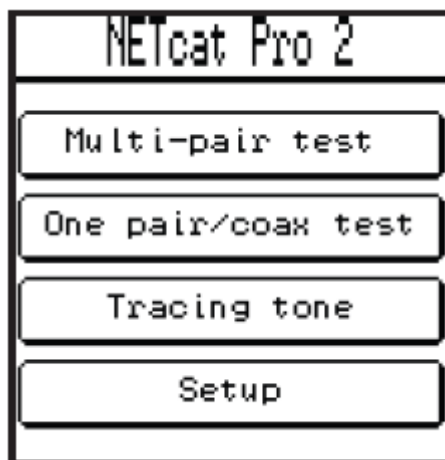 NETcat Pro 2
Multi-pair test
One pair/coax test
Tracing tone
Setup